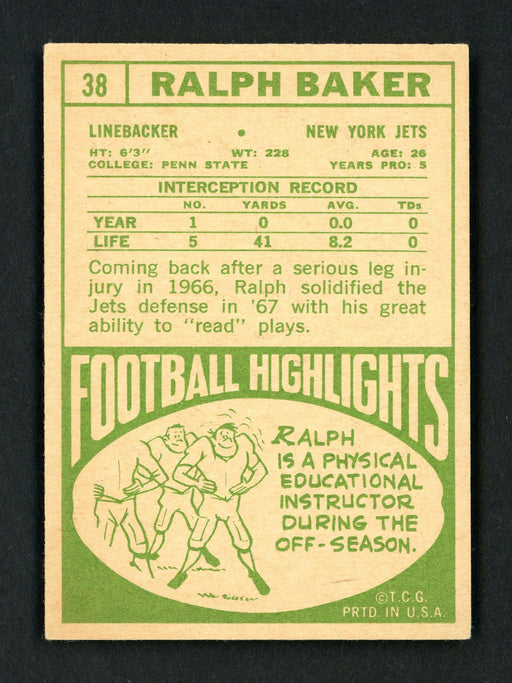 38 RALPH BAKER
LINEBACKER • NEW YORK JETS
HT: 6'3" WT: 228 AGE: 26
COLLEGE: PENN STATE YEARS PRO: 5
INTERCEPTION RECORD
NO. YARDS AVG. TDs
YEAR 1 0 0.0 0
LIFE 5 41 8.2 0
Coming back after a serious leg in-
jury in 1966, Ralph solidified the
Jets defense in '67 with his great
ability to "read" plays.
FOOTBALL HIGHLIGHTS
RALPH
IS A PHYSICAL
EDUCATIONAL
INSTRUCTOR
DURING THE
OFF-SEASON.
©T.C.G.
PRTD. IN U.S.A.